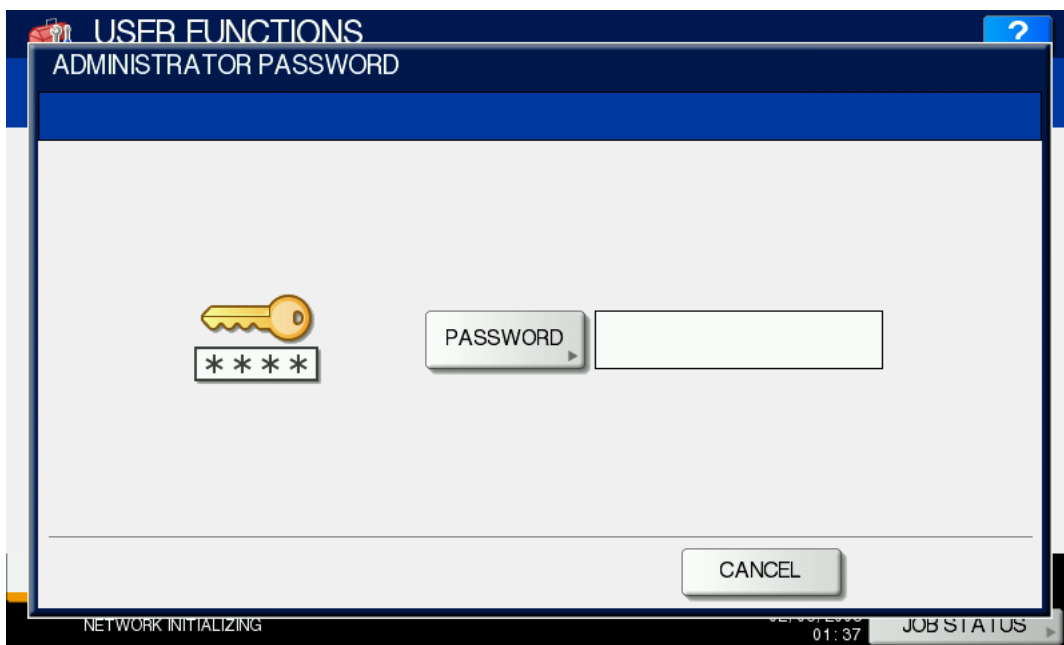 USER FUNCTIONS
?
ADMINISTRATOR PASSWORD
PASSWORD
****
CANCEL
NETWORK INITIALIZING
01:37
JOB STATUS